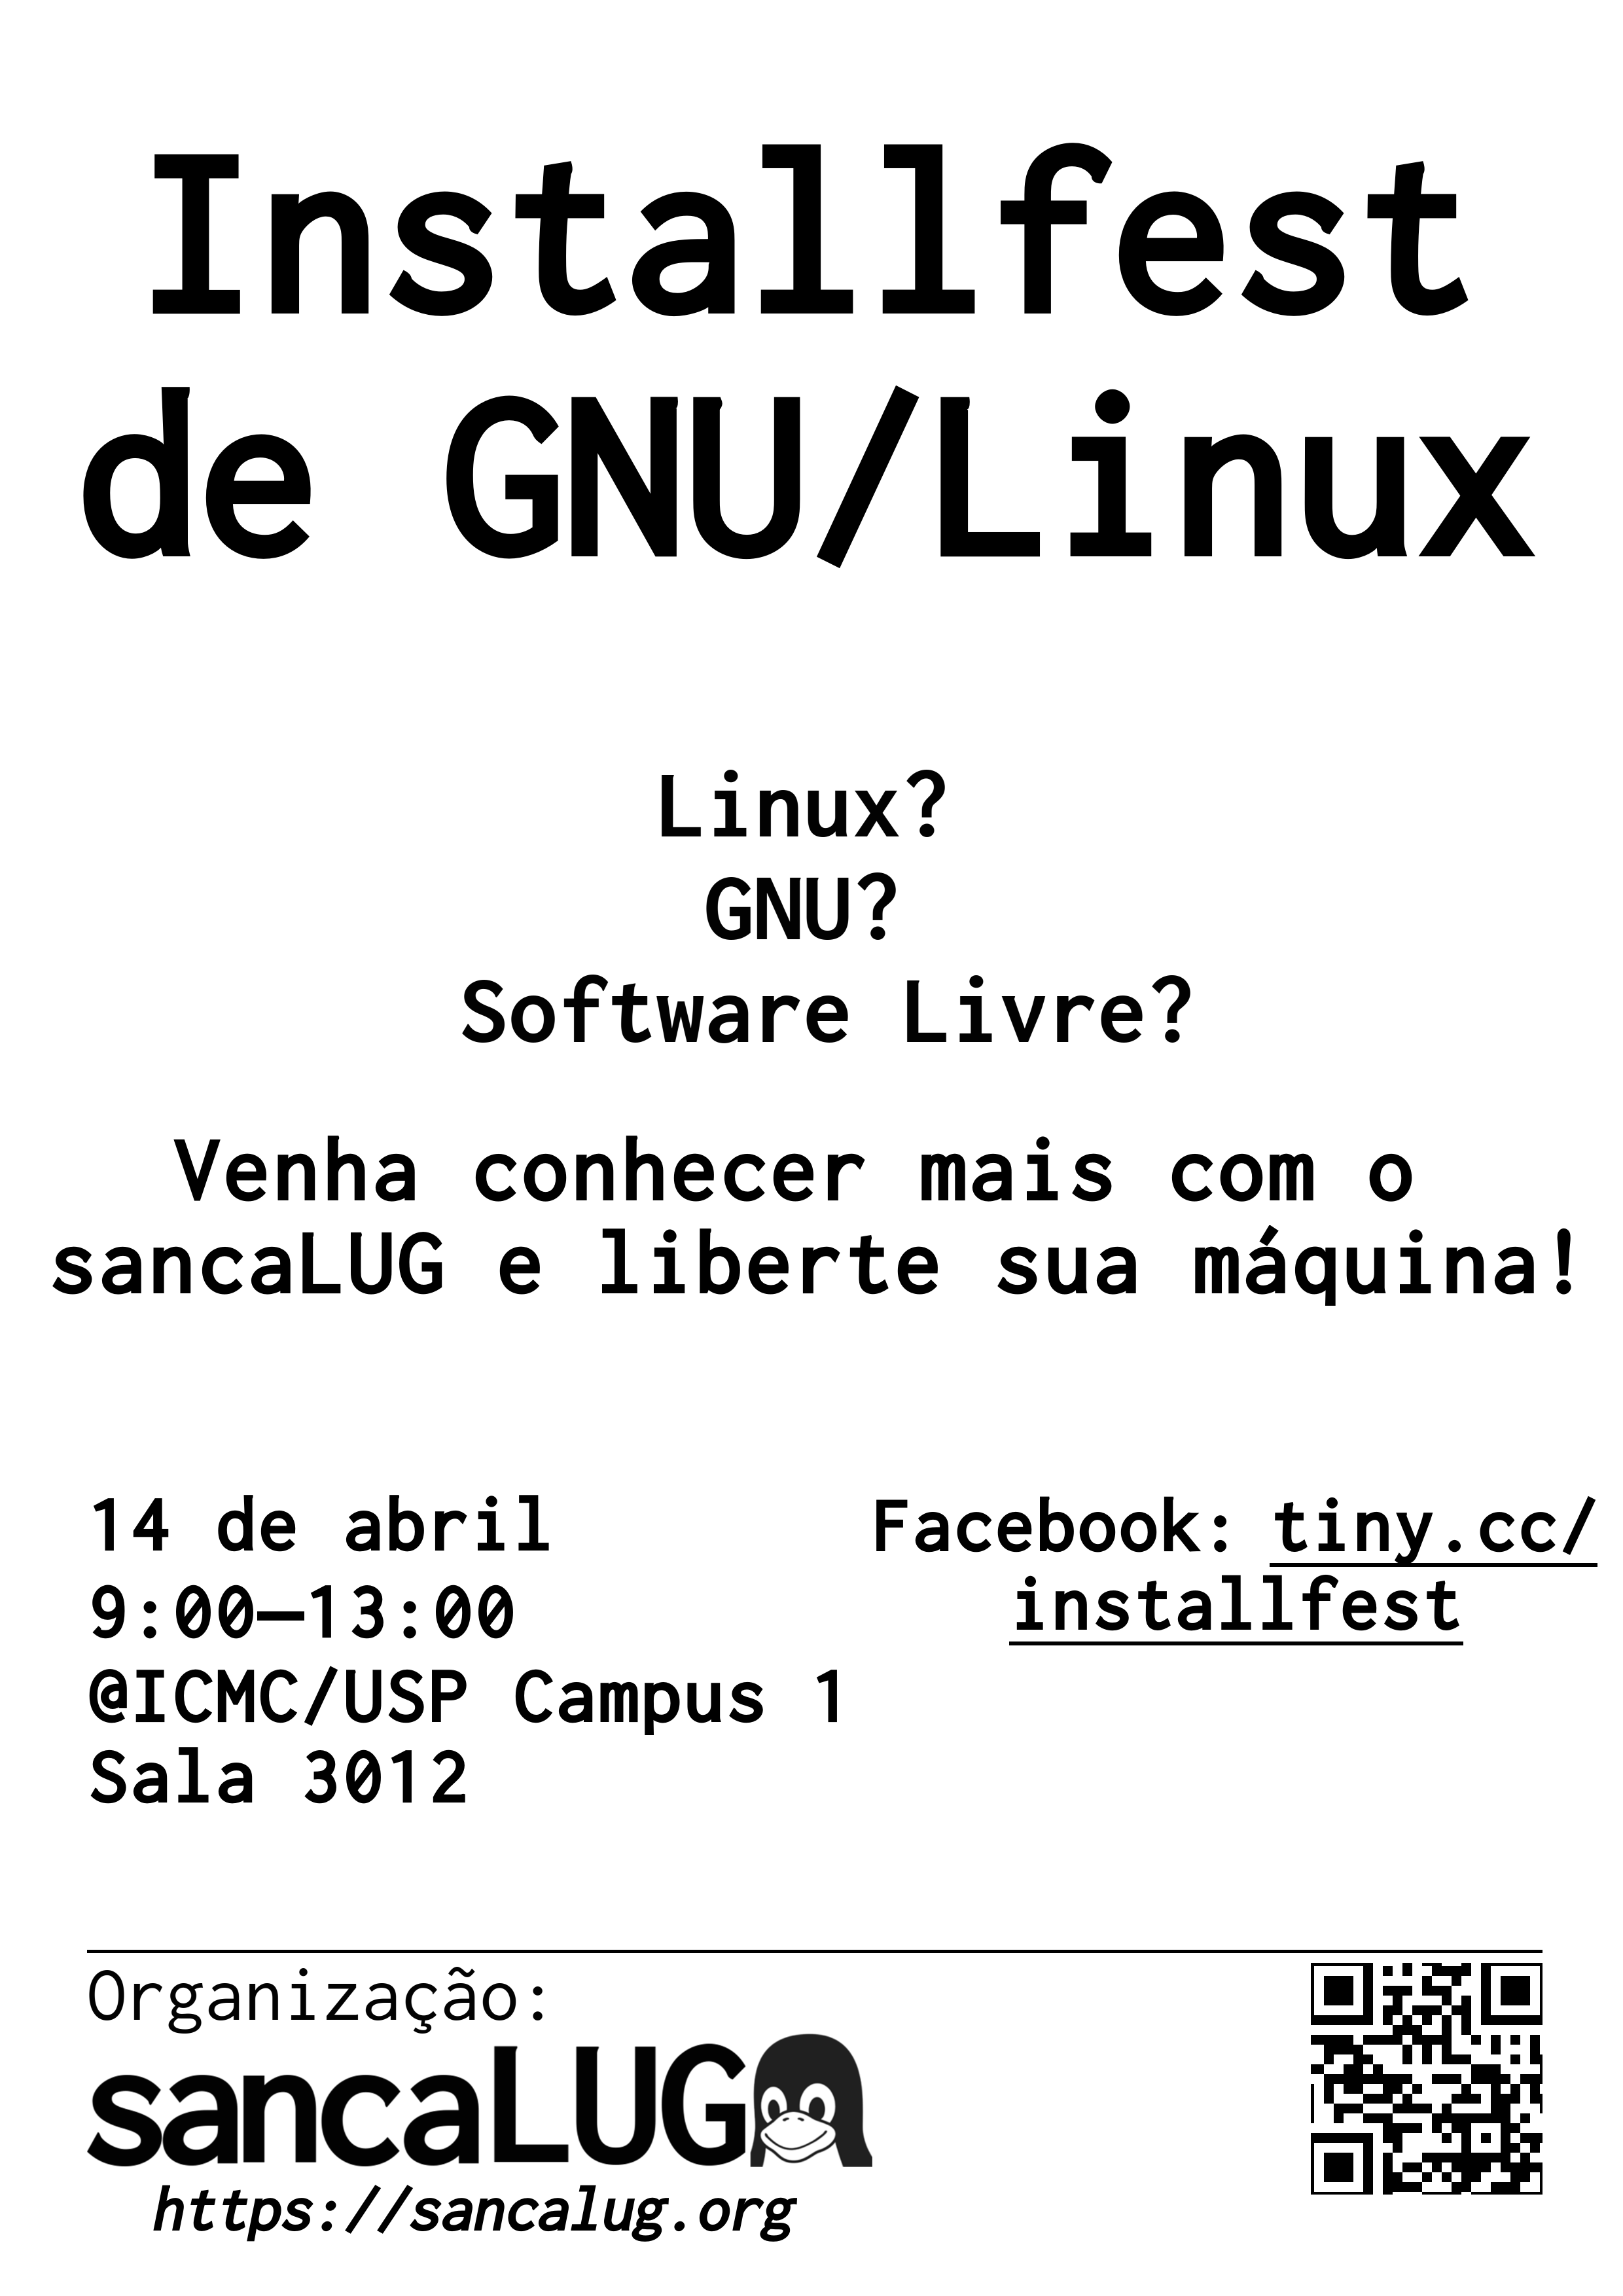 Installfest
de GNU/Linux
Linux?
GNU?
Software Livre?
Venha conhecer mais com o
sancaLUG e liberte sua máquina!
14 de abril
9:00—13:00
@ICMC/USP Campus 1
Sala 3012
Facebook: tiny.cc/
installfest
Organização:
sancaLUG
https://sancalug.org